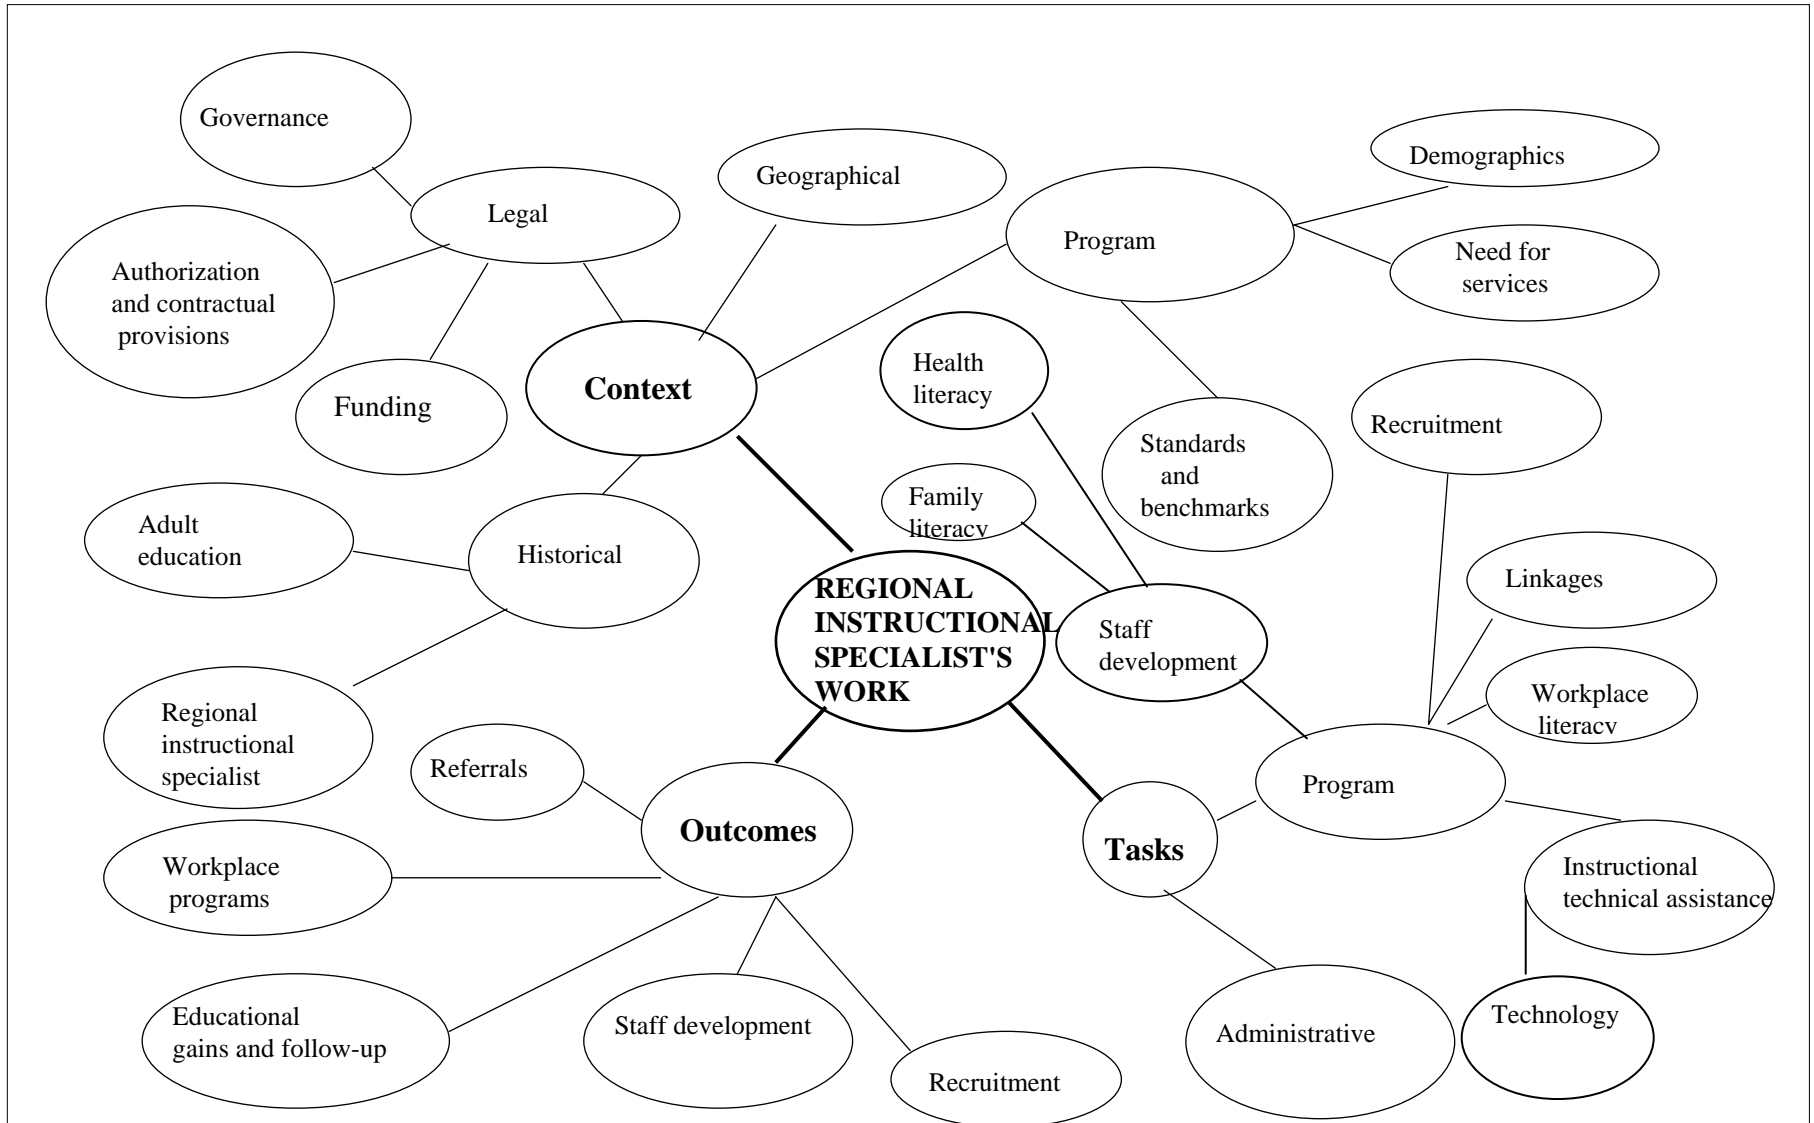 Governance
Legal
Geographical
Program
Demographics
Need for
services
Authorization
and contractual
provisions
Funding
Context
Health
literacy
Standards
and
benchmarks
Recruitment
Adult
education
Historical
Family
literacy
Linkages
REGIONAL
INSTRUCTIONAL
SPECIALIST'S
WORK
Staff
development
Workplace
literacy
Regional
instructional
specialist
Referrals
Outcomes
Tasks
Program
Workplace
programs
Instructional
technical assistance
Educational
gains and follow-up
Staff development
Recruitment
Administrative
Technology